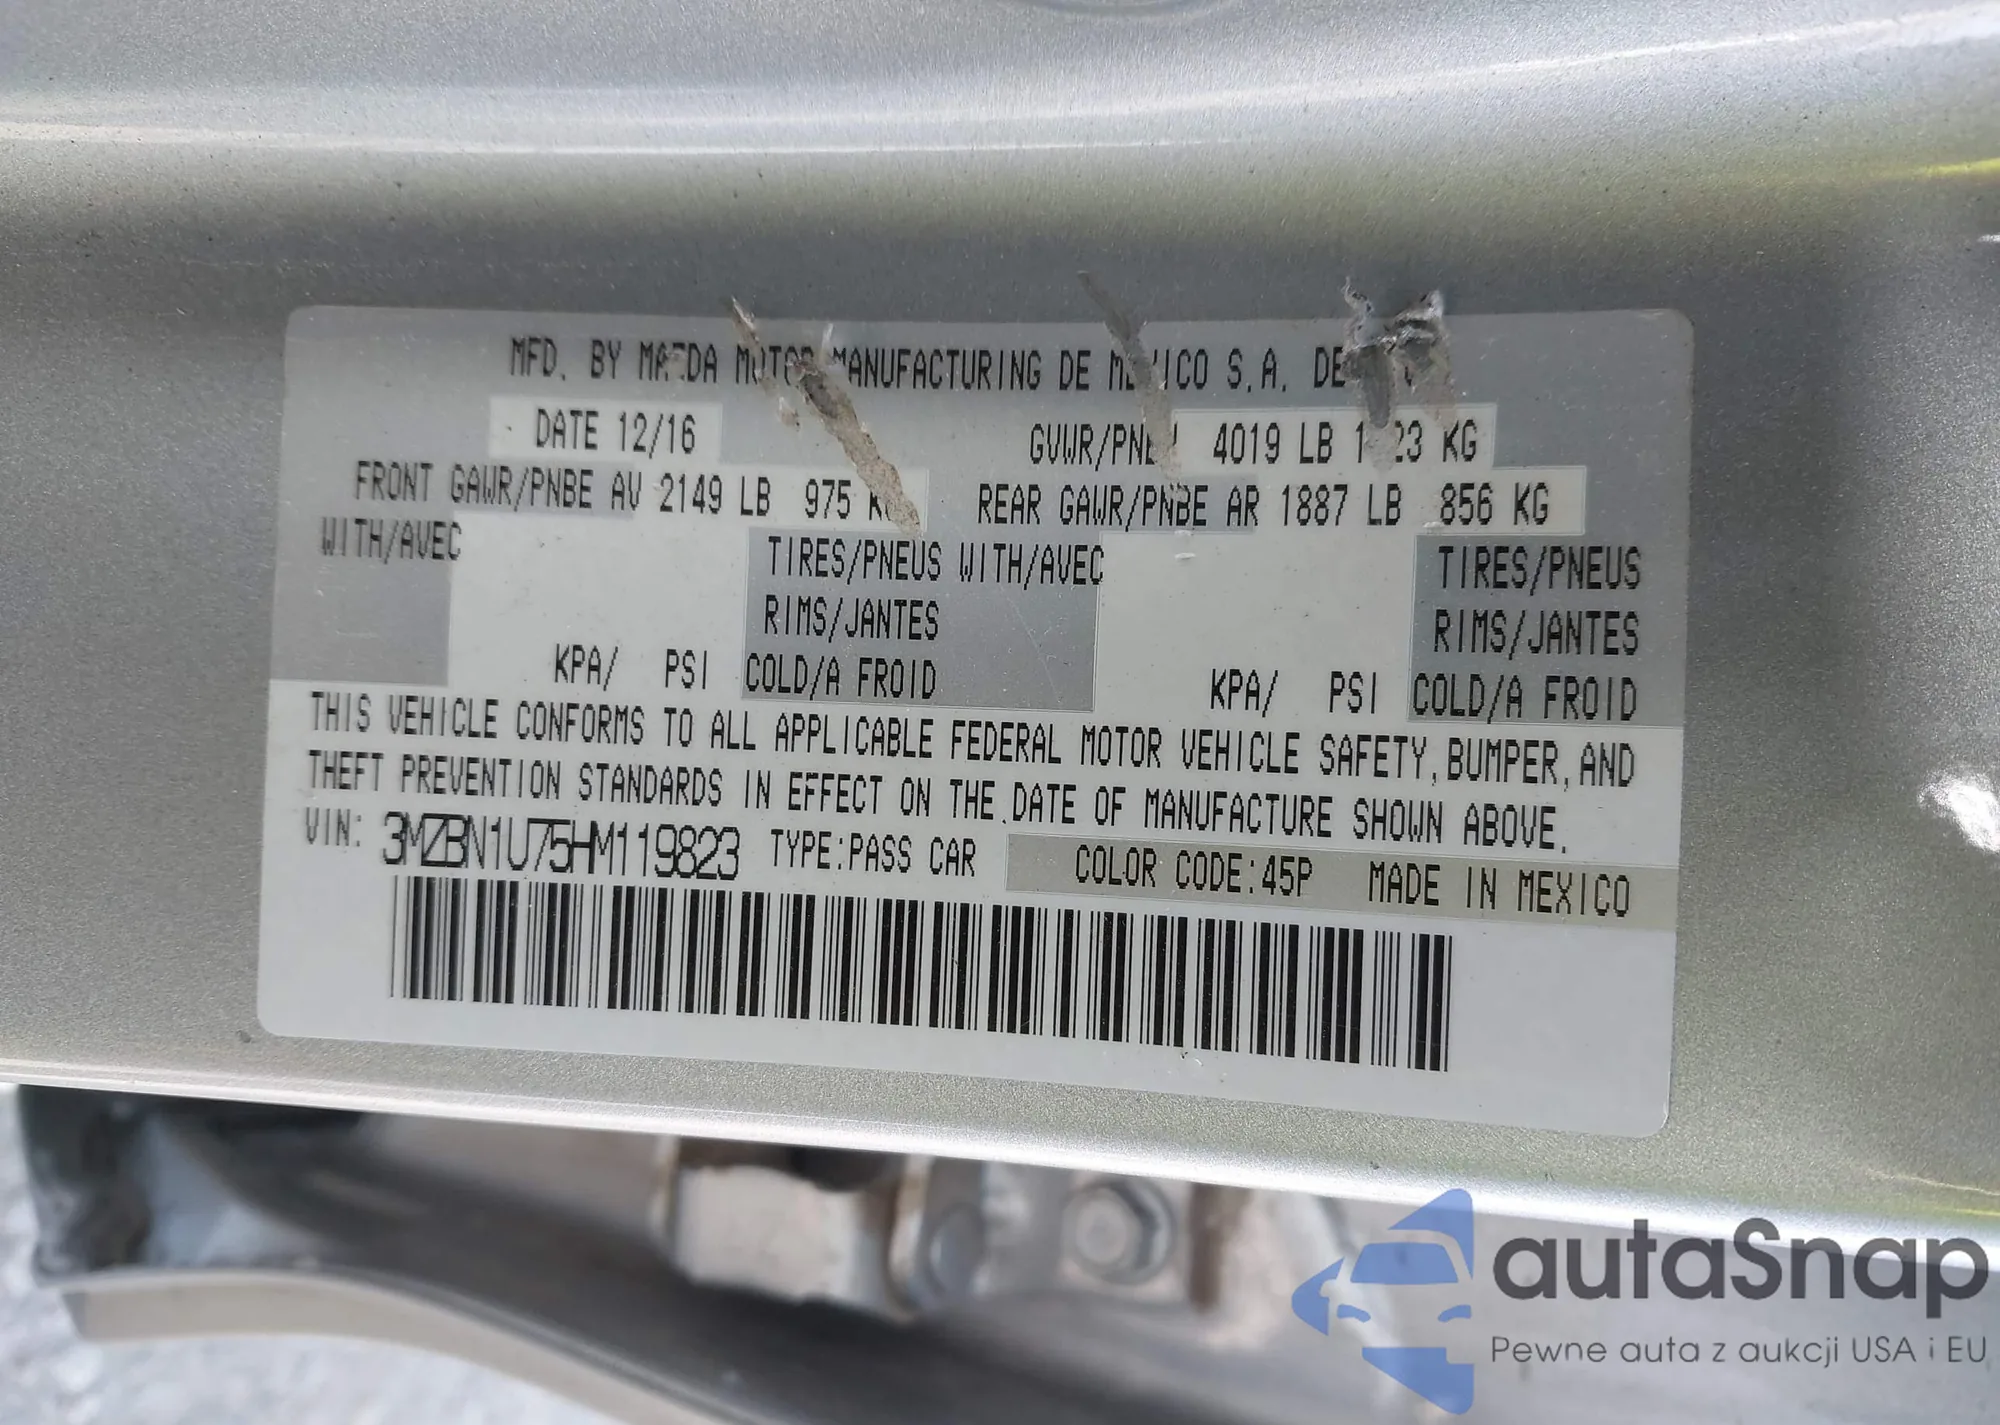 MFD. BY MAZDA MOTOR MANUFACTURING DE MEXICO S.A. DE
DATE 12/16 GVWR/PNBV 4019 LB KG
FRONT GAWR/PNBE AV 2149 LB 975 KG REAR GAWR/PNBE AR 1887 LB 856 KG
WITH/AVEC TIRES/PNEUS WITH/AVEC TIRES/PNEUS
RIMS/JANTES RIMS/JANTES
KPA/ PSI COLD/A FROID KPA/ PSI COLD/A FROID
THIS VEHICLE CONFORMS TO ALL APPLICABLE FEDERAL MOTOR VEHICLE SAFETY, BUMPER, AND
THEFT PREVENTION STANDARDS IN EFFECT ON THE DATE OF MANUFACTURE SHOWN ABOVE.
VIN: 3MZBN1U75HM119823 TYPE:PASS CAR COLOR CODE:45P MADE IN MEXICO
autaSnap
Pewne auta z aukcji USA i EU